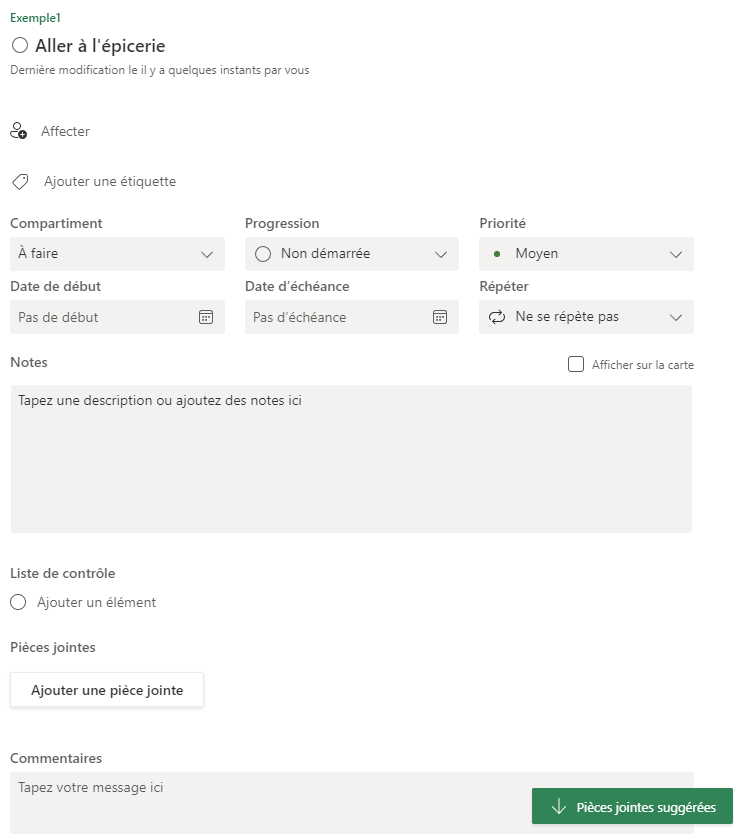 Exemple1
Aller à l'épicerie
Dernière modification le il y a quelques instants par vous
Affecter
Ajouter une étiquette
Compartiment Progression Priorité
À faire Non démarrée Moyen
Date de début Date d’échéance Répéter
Pas de début Pas d’échéance Ne se répète pas
Notes Afficher sur la carte
Tapez une description ou ajoutez des notes ici
Liste de contrôle
Ajouter un élément
Pièces jointes
Ajouter une pièce jointe
Commentaires
Tapez votre message ici
Pièces jointes suggérées